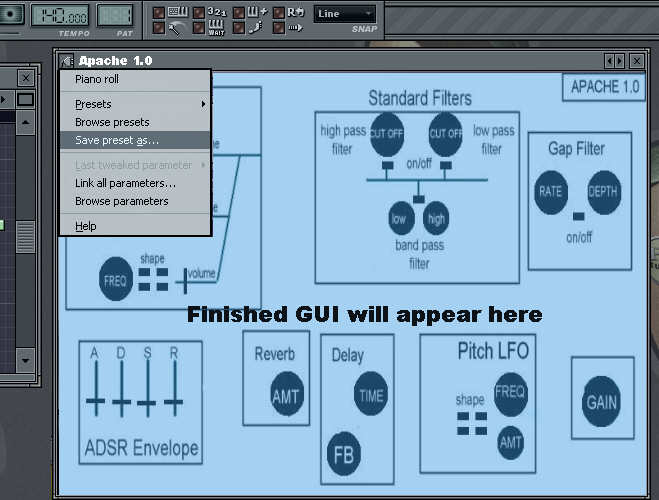 140.000
TEMPO
1
PAT
321
WAIT
R
Line
SNAP
Apache 1.0
Piano roll
Presets
Browse presets
Save preset as...
Last tweaked parameter
Link all parameters...
Browse parameters
Help
APACHE 1.0
Standard Filters
high pass
filter
CUT OFF
CUT OFF
low pass
filter
on/off
low
high
band pass
filter
Gap Filter
RATE
DEPTH
on/off
shape
FREQ
volume
Finished GUI will appear here
A D S R
ADSR Envelope
Reverb
AMT
Delay
TIME
FB
Pitch LFO
shape
FREQ
AMT
GAIN